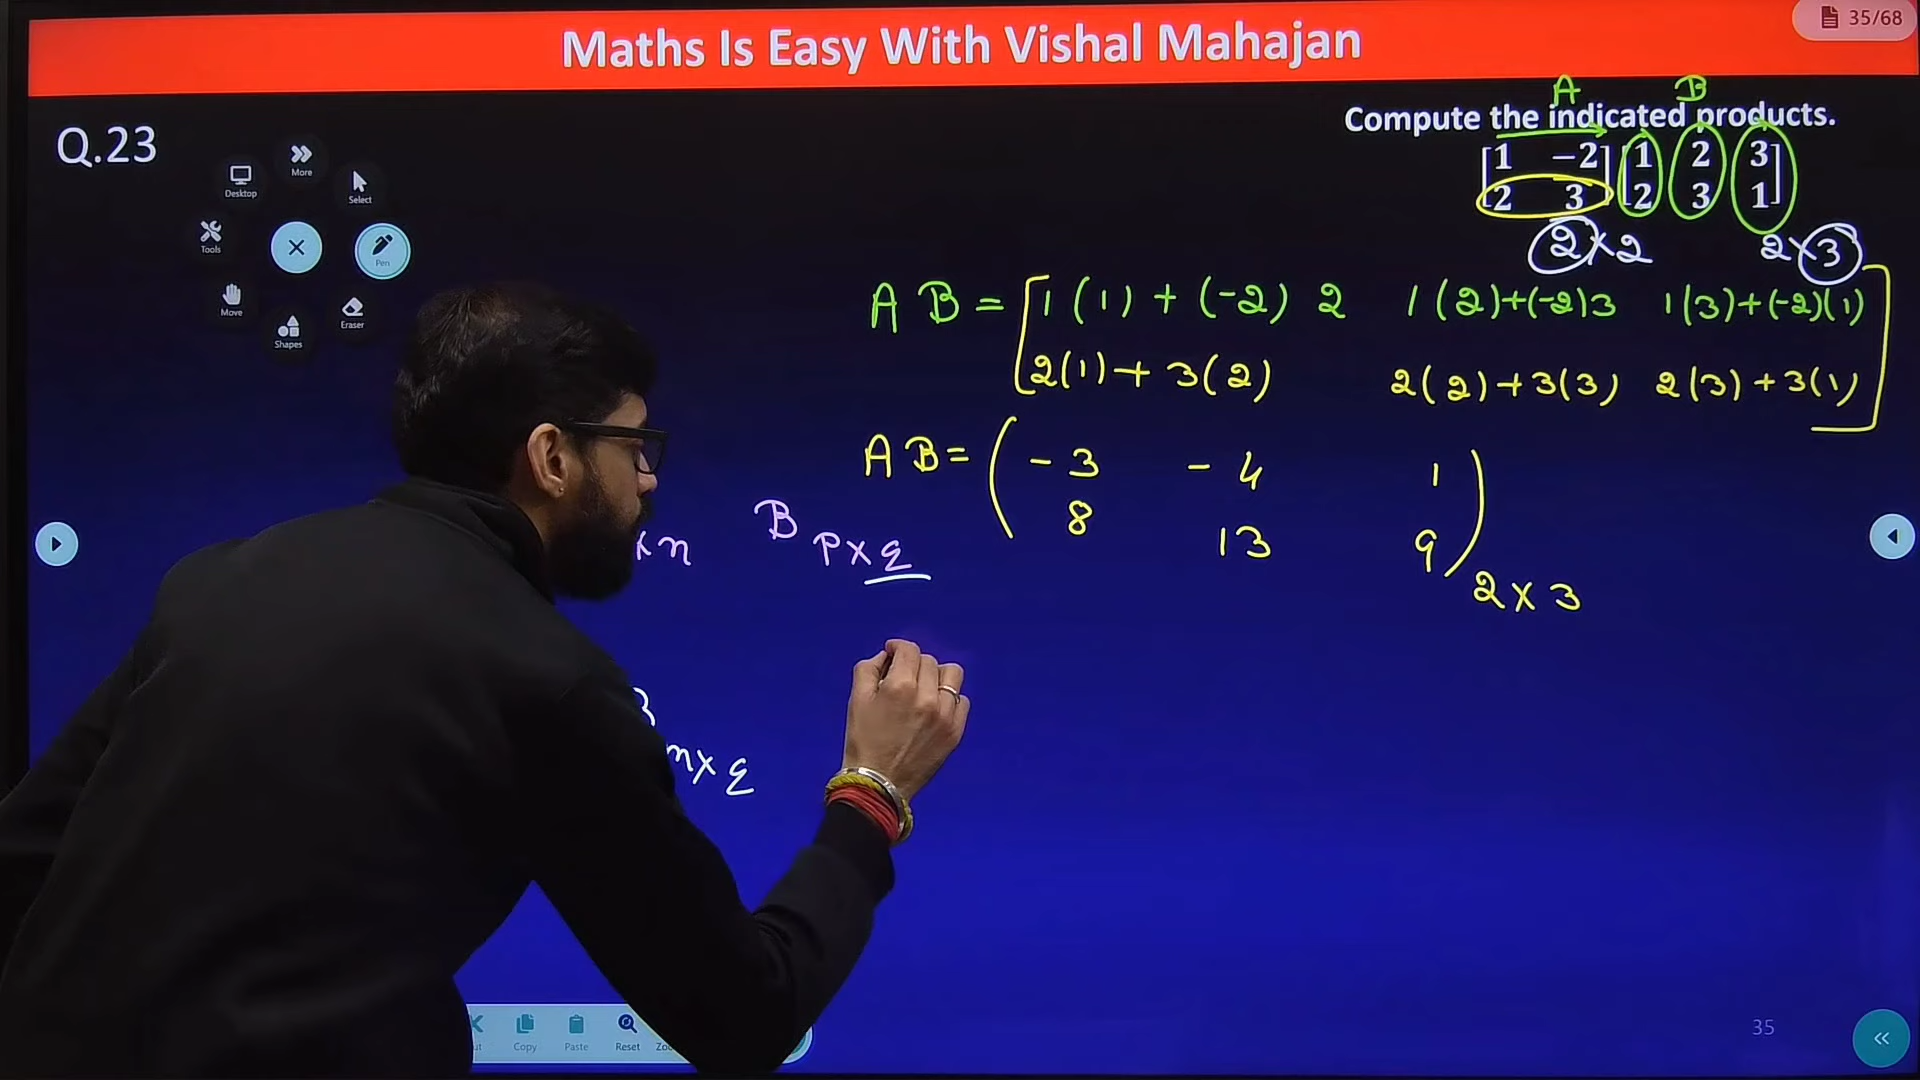 35/68
Maths Is Easy With Vishal Mahajan
Q.23
Compute the indicated products.
A B
[1 −2] [1 2 3]
[2 3] [2 3 1]
2×2 2×3
More
Desktop
Select
Tools
Pen
Move
Eraser
Shapes
AB = [1(1)+(-2)2 1(2)+(-2)3 1(3)+(-2)(1)
2(1)+3(2) 2(2)+3(3) 2(3)+3(1)]
AB = (-3 -4 1
8 13 9)
2×3
×n B
p×q
n×q
Copy Paste Reset
35